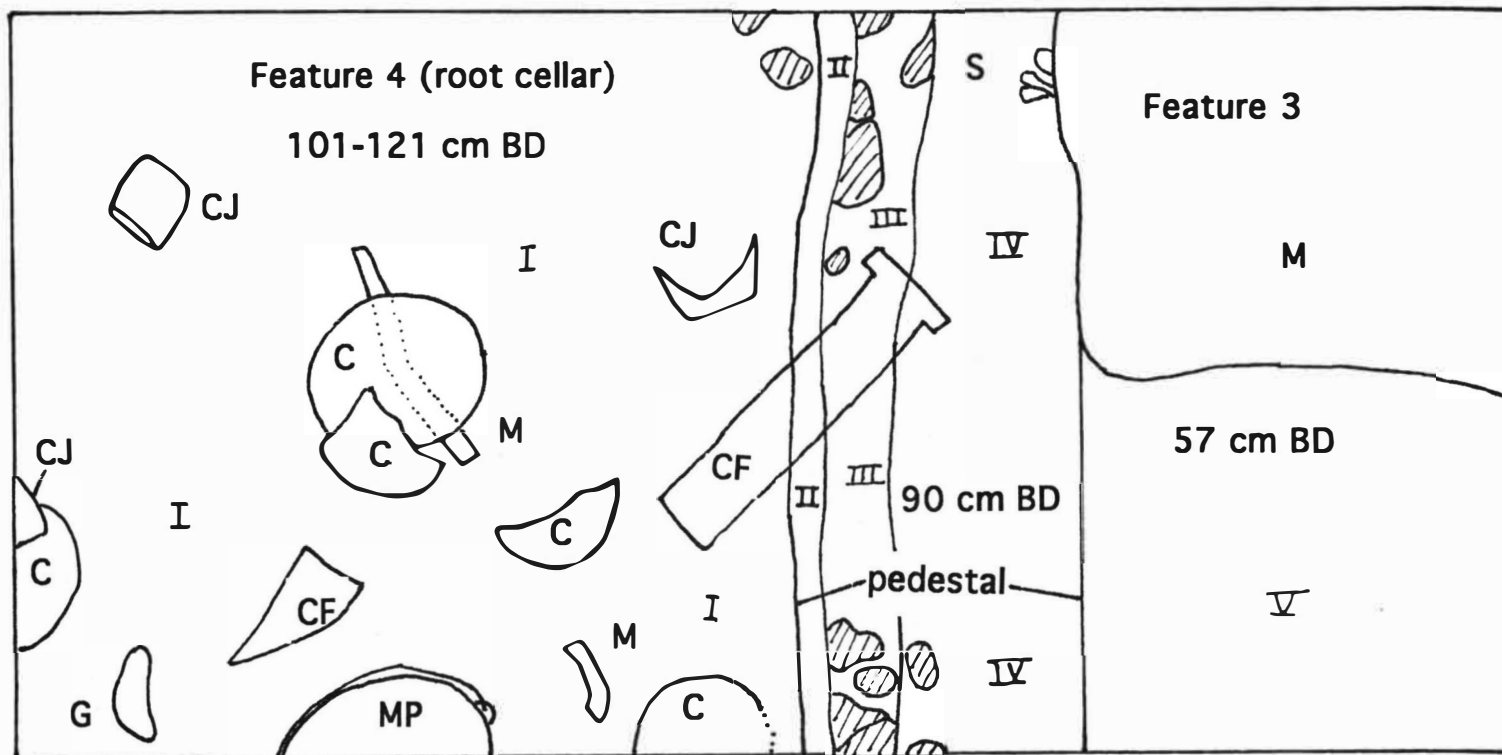 Feature 4 (root cellar)
101-121 cm BD
II
S
Feature 3
CJ
III
CJ
I
IV
M
C
C
M
57 cm BD
CJ
CF
III
II
90 cm BD
I
C
C
pedestal
CF
I
V
M
IV
G
MP
C